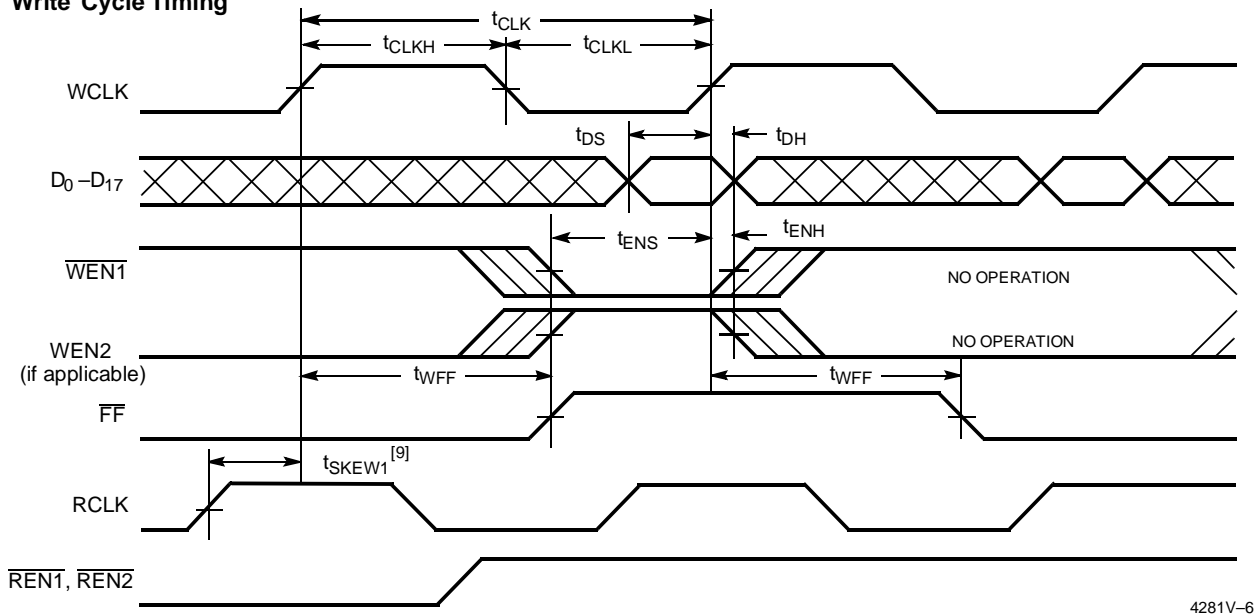 Write Cycle Timing
tCLK
tCLKH
tCLKL
WCLK
tDS
tDH
D0 –D17
tENS
tENH
WEN1
NO OPERATION
NO OPERATION
WEN2
(if applicable)
tWFF
tWFF
FF
tSKEW1[9]
RCLK
REN1, REN2
4281V–6